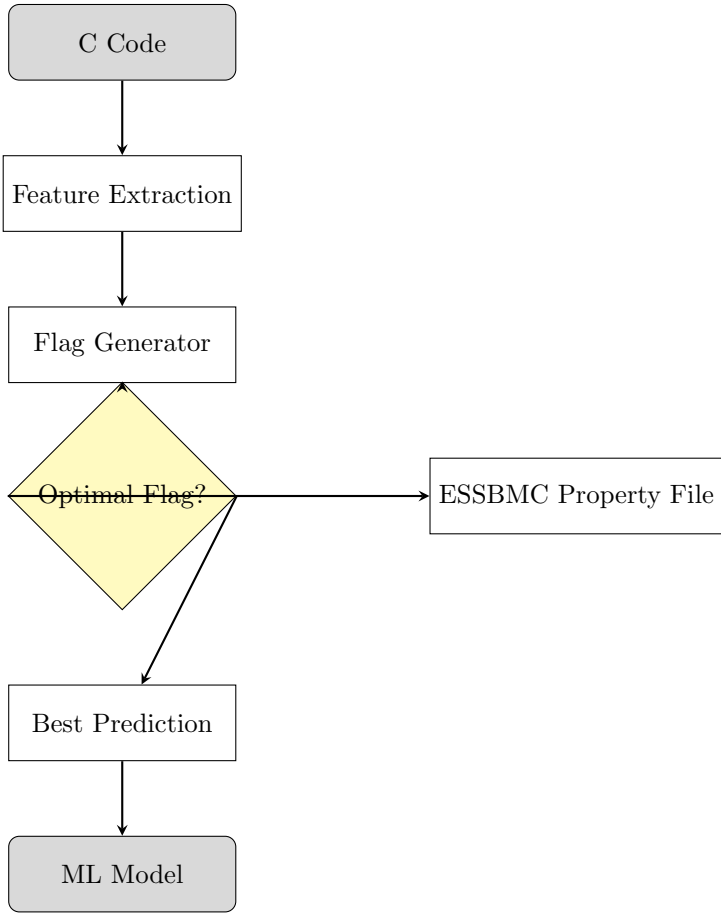 C Code
Feature Extraction
Flag Generator
Optimal Flag?
ESSBMC Property File
Best Prediction
ML Model